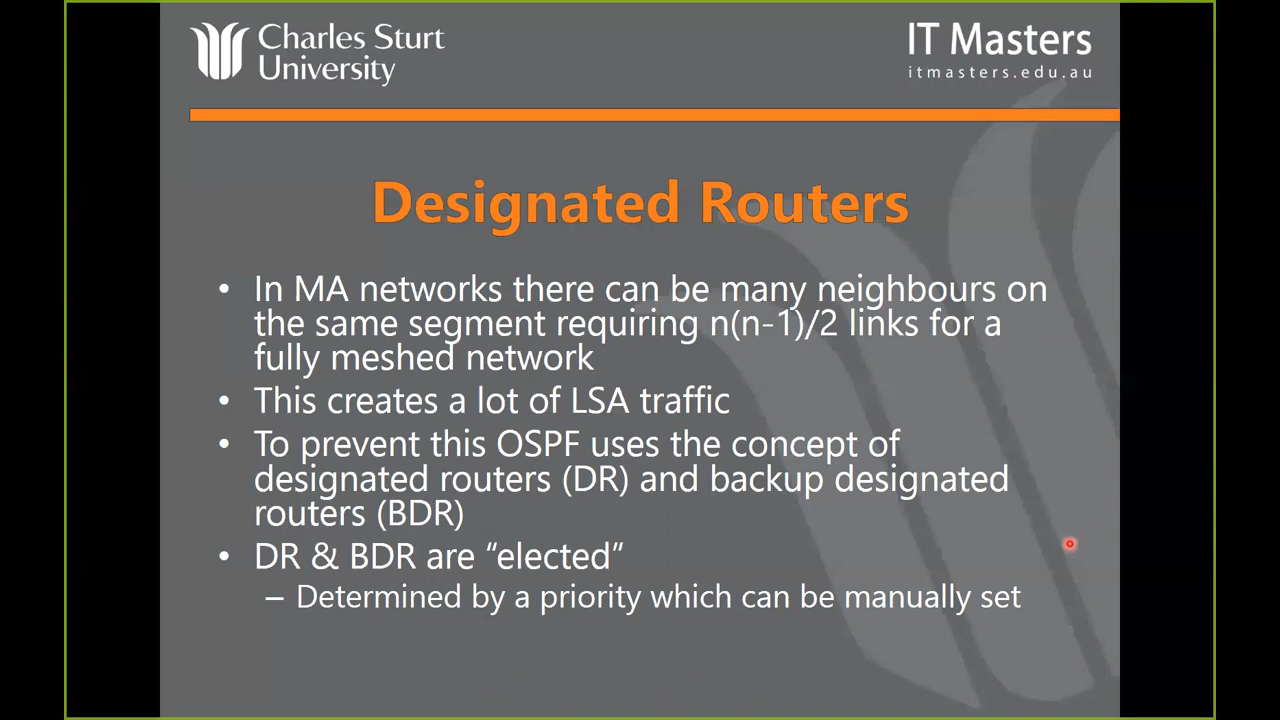 Charles Sturt
University
IT Masters
itmasters.edu.au
Designated Routers
• In MA networks there can be many neighbours on
the same segment requiring n(n-1)/2 links for a
fully meshed network
• This creates a lot of LSA traffic
• To prevent this OSPF uses the concept of
designated routers (DR) and backup designated
routers (BDR)
• DR & BDR are “elected”
– Determined by a priority which can be manually set